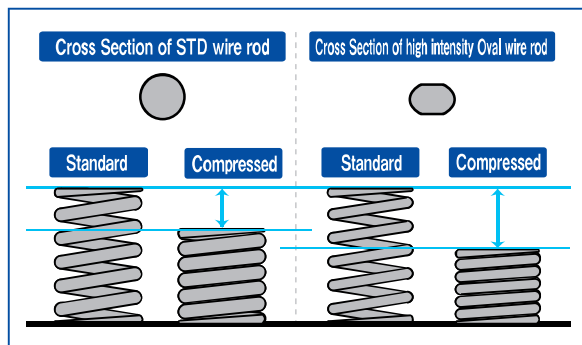 Cross Section of STD wire rod
Cross Section of high intensity Oval wire rod
Standard
Compressed
Standard
Compressed